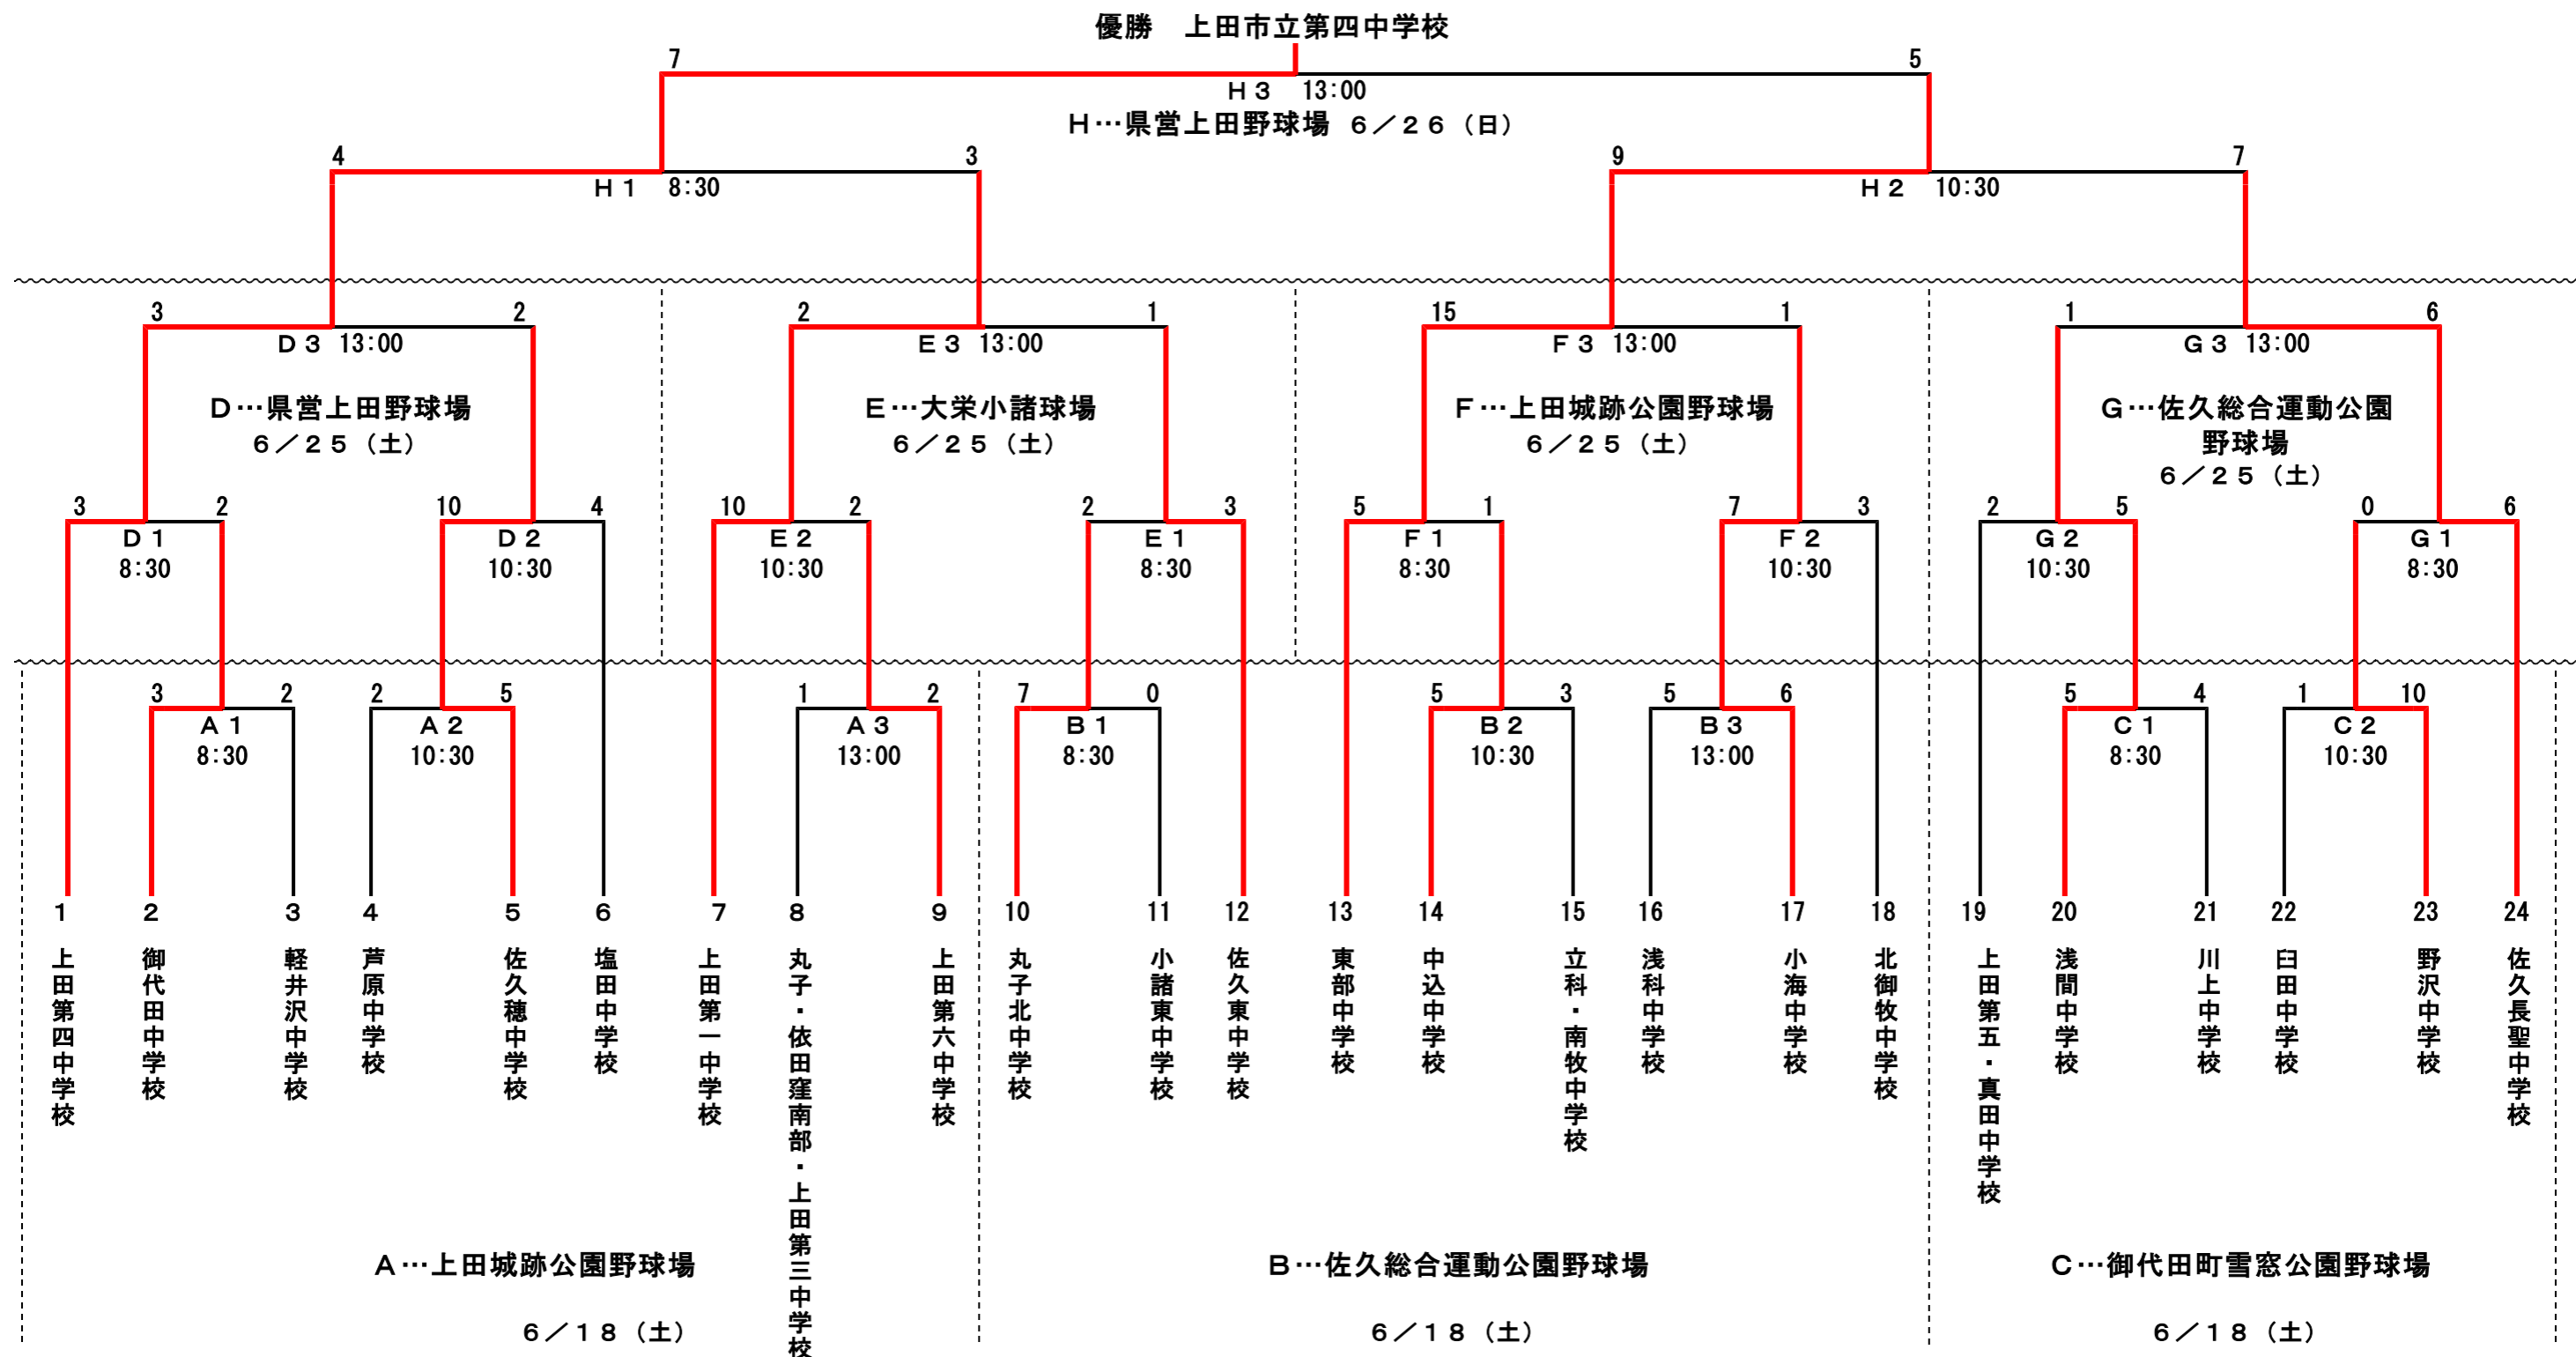 優勝　上田市立第四中学校
7 5
H3 13:00
H…県営上田野球場 6／26（日）
4 3 9 7
H1 8:30 H2 10:30
3 2 2 1 15 1 1 6
D3 13:00 E3 13:00 F3 13:00 G3 13:00
D…県営上田野球場 E…大栄小諸球場 F…上田城跡公園野球場 G…佐久総合運動公園
野球場
6／25（土） 6／25（土） 6／25（土） 6／25（土）
3 2 10 4 10 2 2 3 5 1 7 3 2 5 0 6
D1 D2 E2 E1 F1 F2 G2 G1
8:30 10:30 10:30 8:30 8:30 10:30 10:30 8:30
3 2 2 5 1 2 7 0 5 3 5 6 5 4 1 10
A1 A2 A3 B1 B2 B3 C1 C2
8:30 10:30 13:00 8:30 10:30 13:00 8:30 10:30
1 2 3 4 5 6 7 8 9 10 11 12 13 14 15 16 17 18 19 20 21 22 23 24
上田第四中学校
御代田中学校
軽井沢中学校
芦原中学校
佐久穂中学校
塩田中学校
上田第一中学校
丸子・依田窪南部・上田第三中学校
上田第六中学校
丸子北中学校
小諸東中学校
佐久東中学校
東部中学校
中込中学校
立科・南牧中学校
浅科中学校
小海中学校
北御牧中学校
上田第五・真田中学校
浅間中学校
川上中学校
臼田中学校
野沢中学校
佐久長聖中学校
A…上田城跡公園野球場 B…佐久総合運動公園野球場 C…御代田町雪窓公園野球場
6／18（土） 6／18（土） 6／18（土）